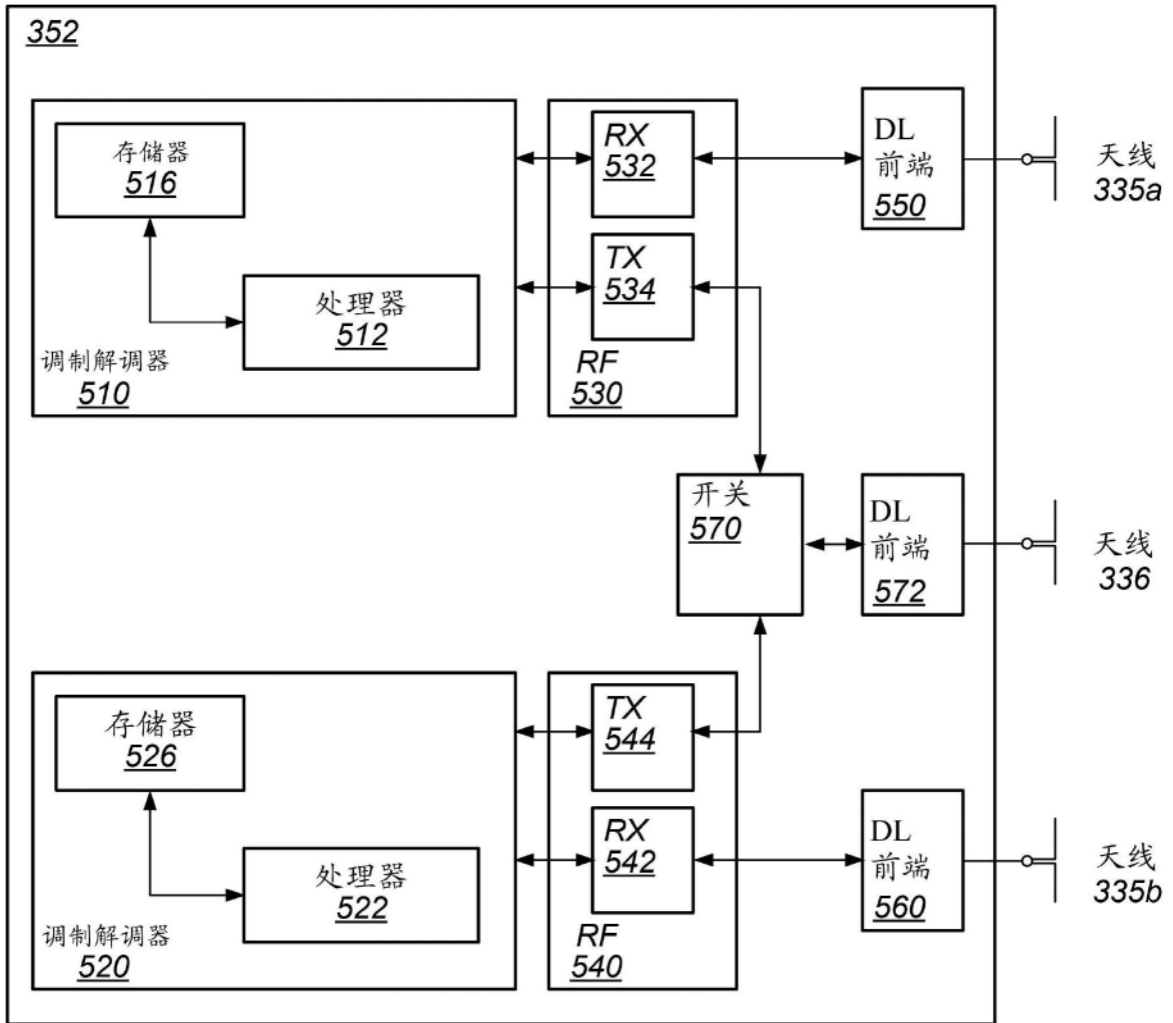 352
存储器
516
处理器
512
调制解调器
510
RX
532
TX
534
RF
530
DL
前端
550
天线
335a
开关
570
DL
前端
572
天线
336
存储器
526
处理器
522
调制解调器
520
TX
544
RX
542
RF
540
DL
前端
560
天线
335b